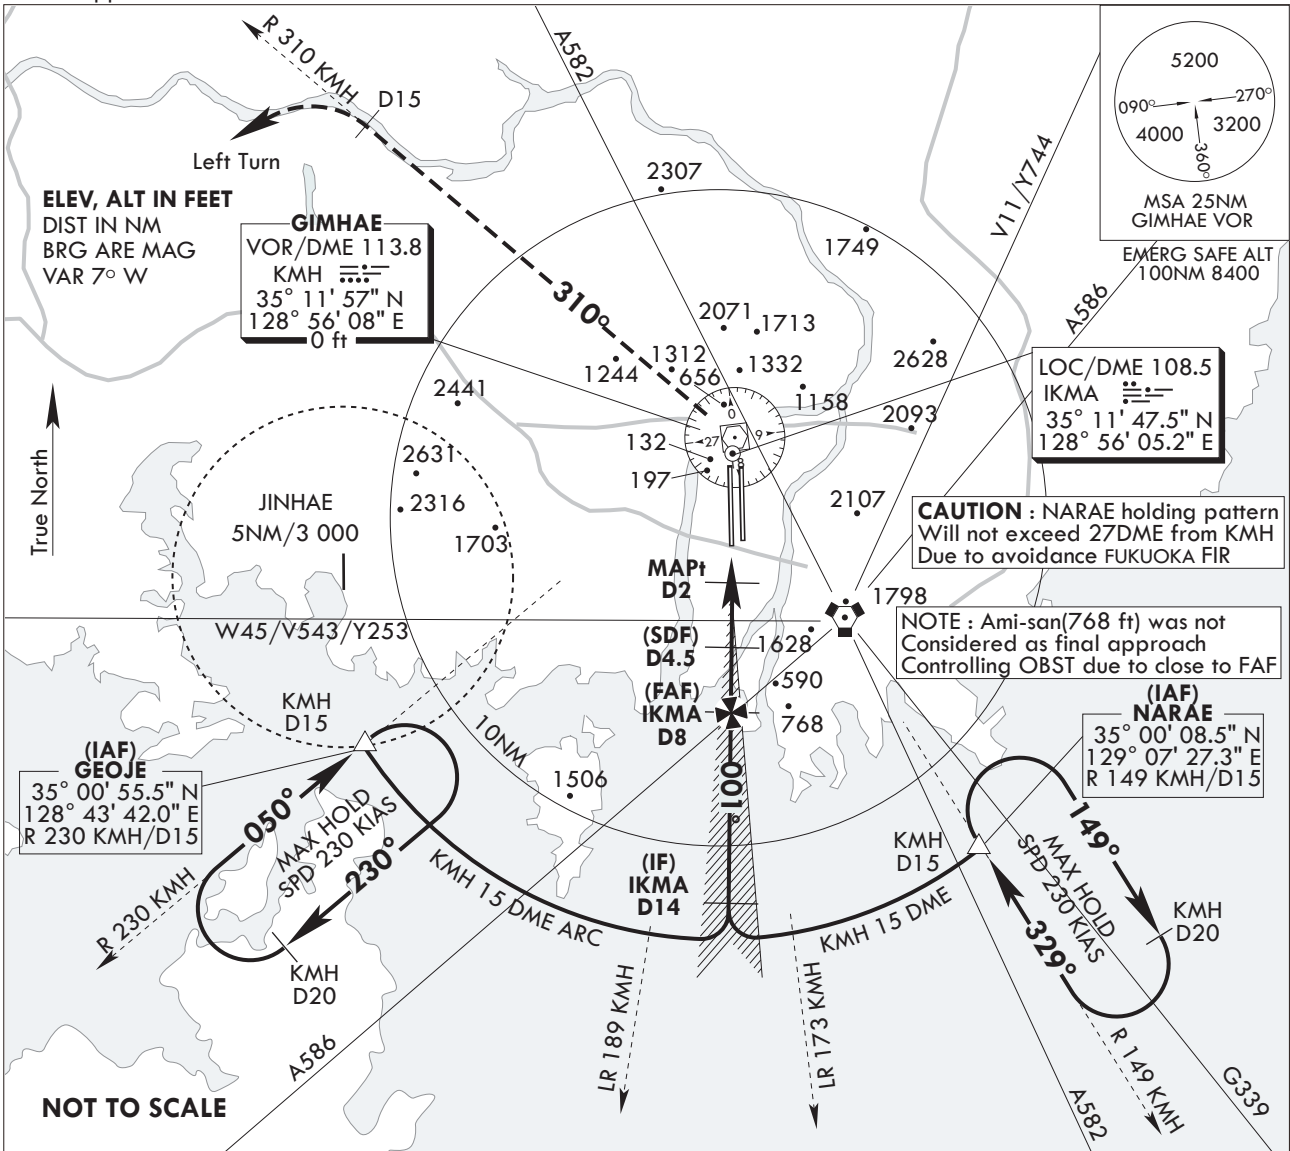 R 310 KMH
D15
Left Turn
A582
V11/Y744
5200
090°
270°
4000
3200
360°
MSA 25NM
GIMHAE VOR
EMERG SAFE ALT
100NM 8400
ELEV, ALT IN FEET
DIST IN NM
BRG ARE MAG
VAR 7° W
GIMHAE
VOR/DME 113.8
KMH
35° 11' 57" N
128° 56' 08" E
0 ft
310°
2307
1749
A586
2071
1713
2628
1312
1332
1244
656
1158
2441
2093
0
27
9
18
132
197
LOC/DME 108.5
IKMA
35° 11' 47.5" N
128° 56' 05.2" E
True North
2631
2316
1703
JINHAE
5NM/3 000
2107
CAUTION : NARAE holding pattern
Will not exceed 27DME from KMH
Due to avoidance FUKUOKA FIR
MAPt
D2
1798
W45/V543/Y253
(SDF)
D4.5
1628
NOTE : Ami-san(768 ft) was not
Considered as final approach
Controlling OBST due to close to FAF
(FAF)
IKMA
D8
590
768
KMH
D15
10NM
(IAF)
GEOJE
35° 00' 55.5" N
128° 43' 42.0" E
R 230 KMH/D15
(IAF)
NARAE
35° 00' 08.5" N
129° 07' 27.3" E
R 149 KMH/D15
1506
001°
050°
MAX HOLD
SPD 230 KIAS
230°
KMH 15 DME ARC
(IF)
IKMA
D14
KMH
D15
KMH 15 DME
149°
MAX HOLD
SPD 230 KIAS
329°
KMH
D20
R 230 KMH
KMH
D20
LR 189 KMH
LR 173 KMH
A586
R 149 KMH
A582
G339
NOT TO SCALE